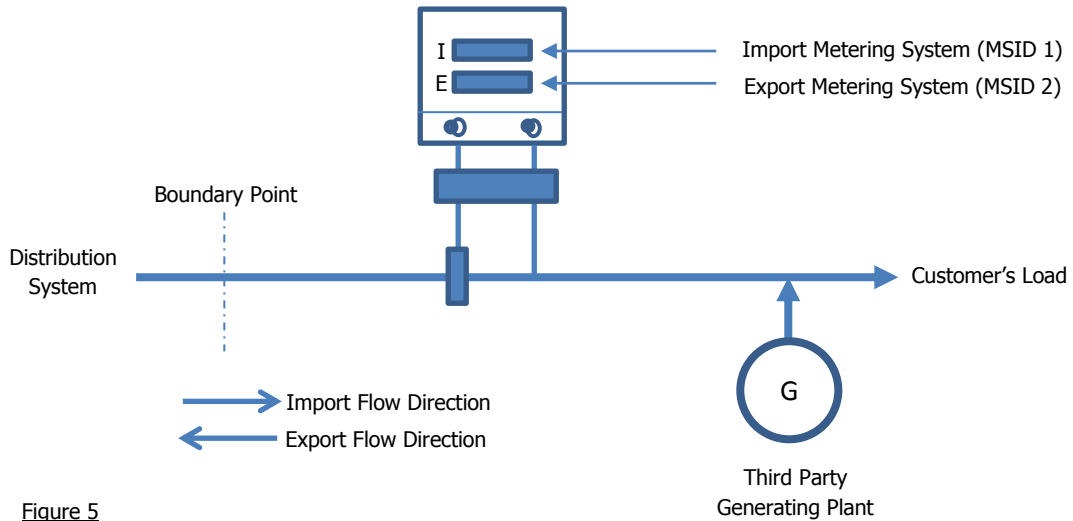 I
Import Metering System (MSID 1)
E
Export Metering System (MSID 2)
Boundary Point
Distribution
System
Customer's Load
G
Import Flow Direction
Export Flow Direction
Third Party
Generating Plant
Figure 5